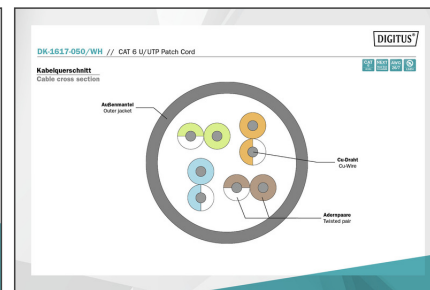 DIGITUS®
DK-1617-050/WH // CAT 6 U/UTP Patch Cord
Kabelquerschnitt
Cable cross section
Außenmantel
Outer jacket
Cu-Draht
Cu-Wire
Adernpaare
Twisted pair